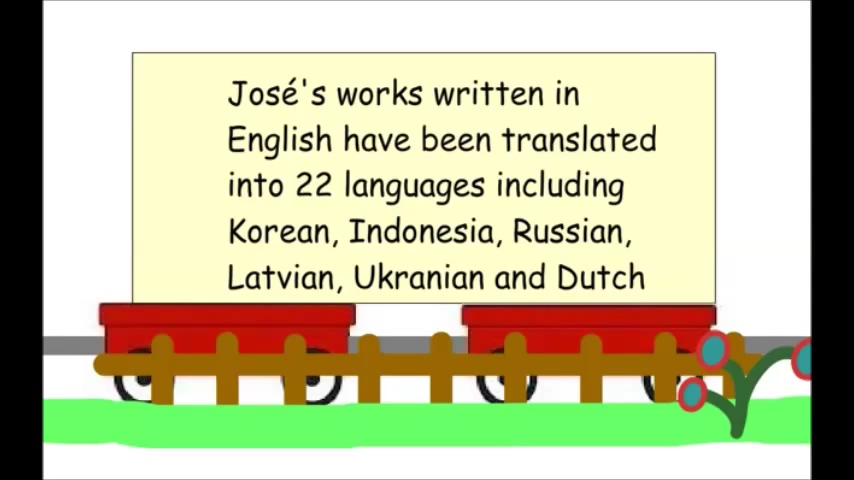 José's works written in
English have been translated
into 22 languages including
Korean, Indonesia, Russian,
Latvian, Ukranian and Dutch